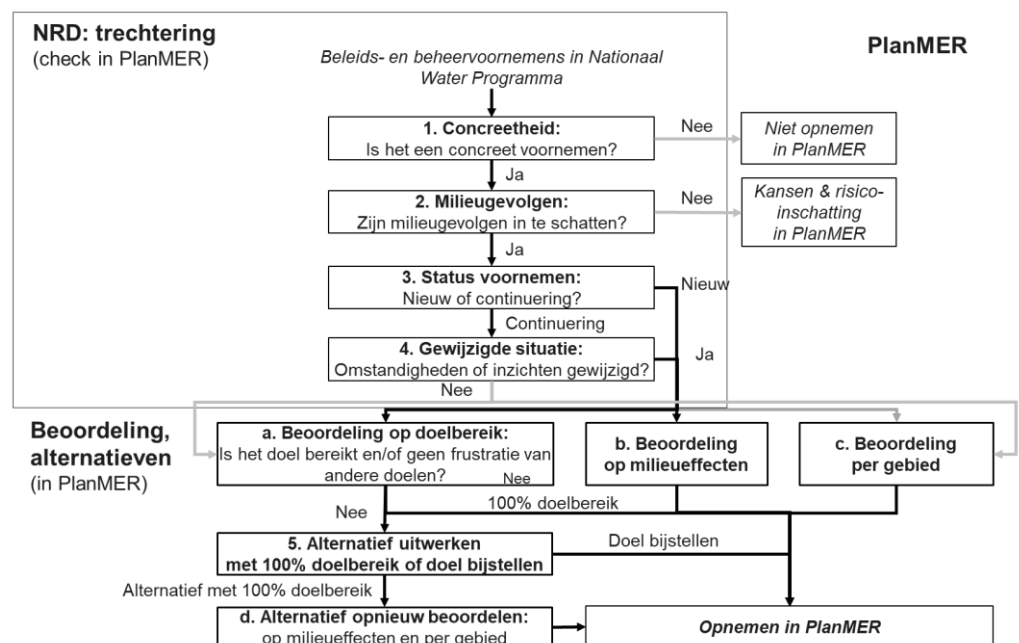 NRD: trechtering
(check in PlanMER)
PlanMER
Beleids- en beheervoornemens in Nationaal
Water Programma
1. Concreetheid:
Is het een concreet voornemen?
Nee
Niet opnemen
in PlanMER
Ja
2. Milieugevolgen:
Zijn milieugevolgen in te schatten?
Nee
Kansen & risico-
inschatting
in PlanMER
Ja
3. Status voornemen:
Nieuw of continuering?
Nieuw
Continuering
4. Gewijzigde situatie:
Omstandigheden of inzichten gewijzigd?
Ja
Nee
Beoordeling,
alternatieven
(in PlanMER)
a. Beoordeling op doelbereik:
Is het doel bereikt en/of geen frustratie van
andere doelen?
Nee
b. Beoordeling
op milieueffecten
c. Beoordeling
per gebied
Nee
100% doelbereik
5. Alternatief uitwerken
met 100% doelbereik of doel bijstellen
Doel bijstellen
Alternatief met 100% doelbereik
d. Alternatief opnieuw beoordelen:
op milieueffecten en per gebied
Opnemen in PlanMER